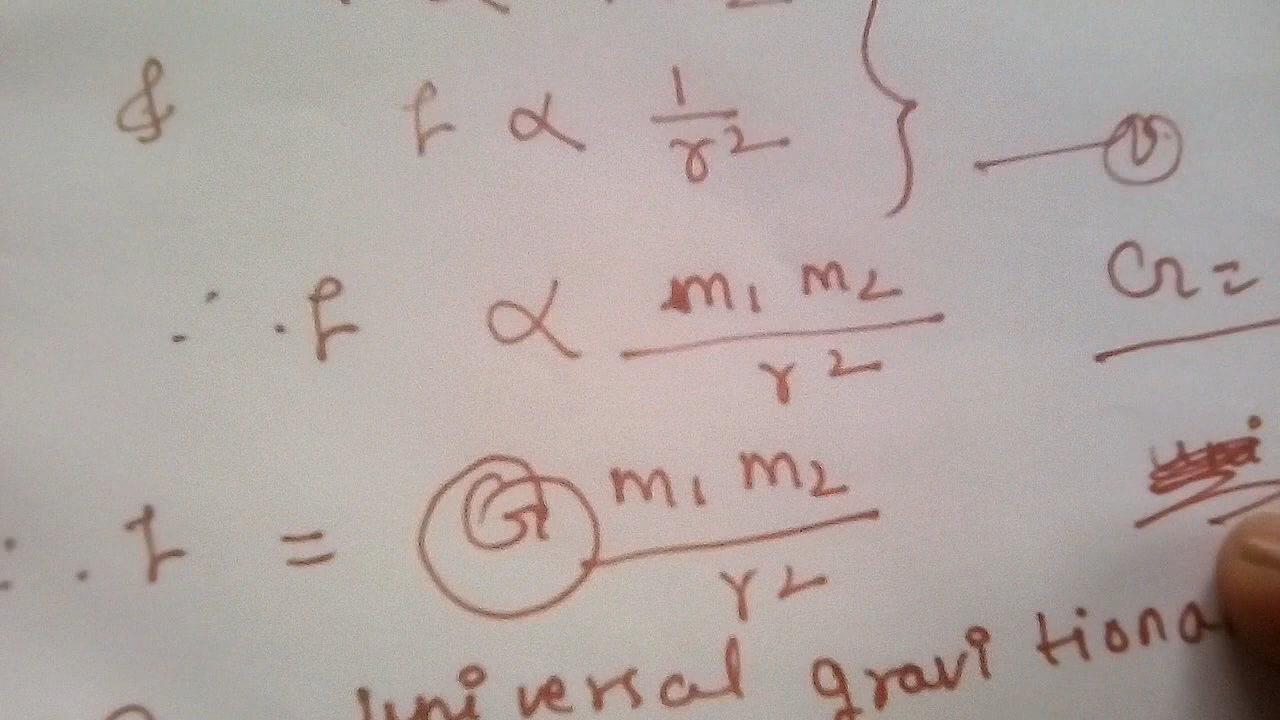 & F ∝ 1/r² } — (v)
∴ F ∝ m₁ m₂ / r²
G =
∴ F = G m₁ m₂ / r²
universal gravitiona